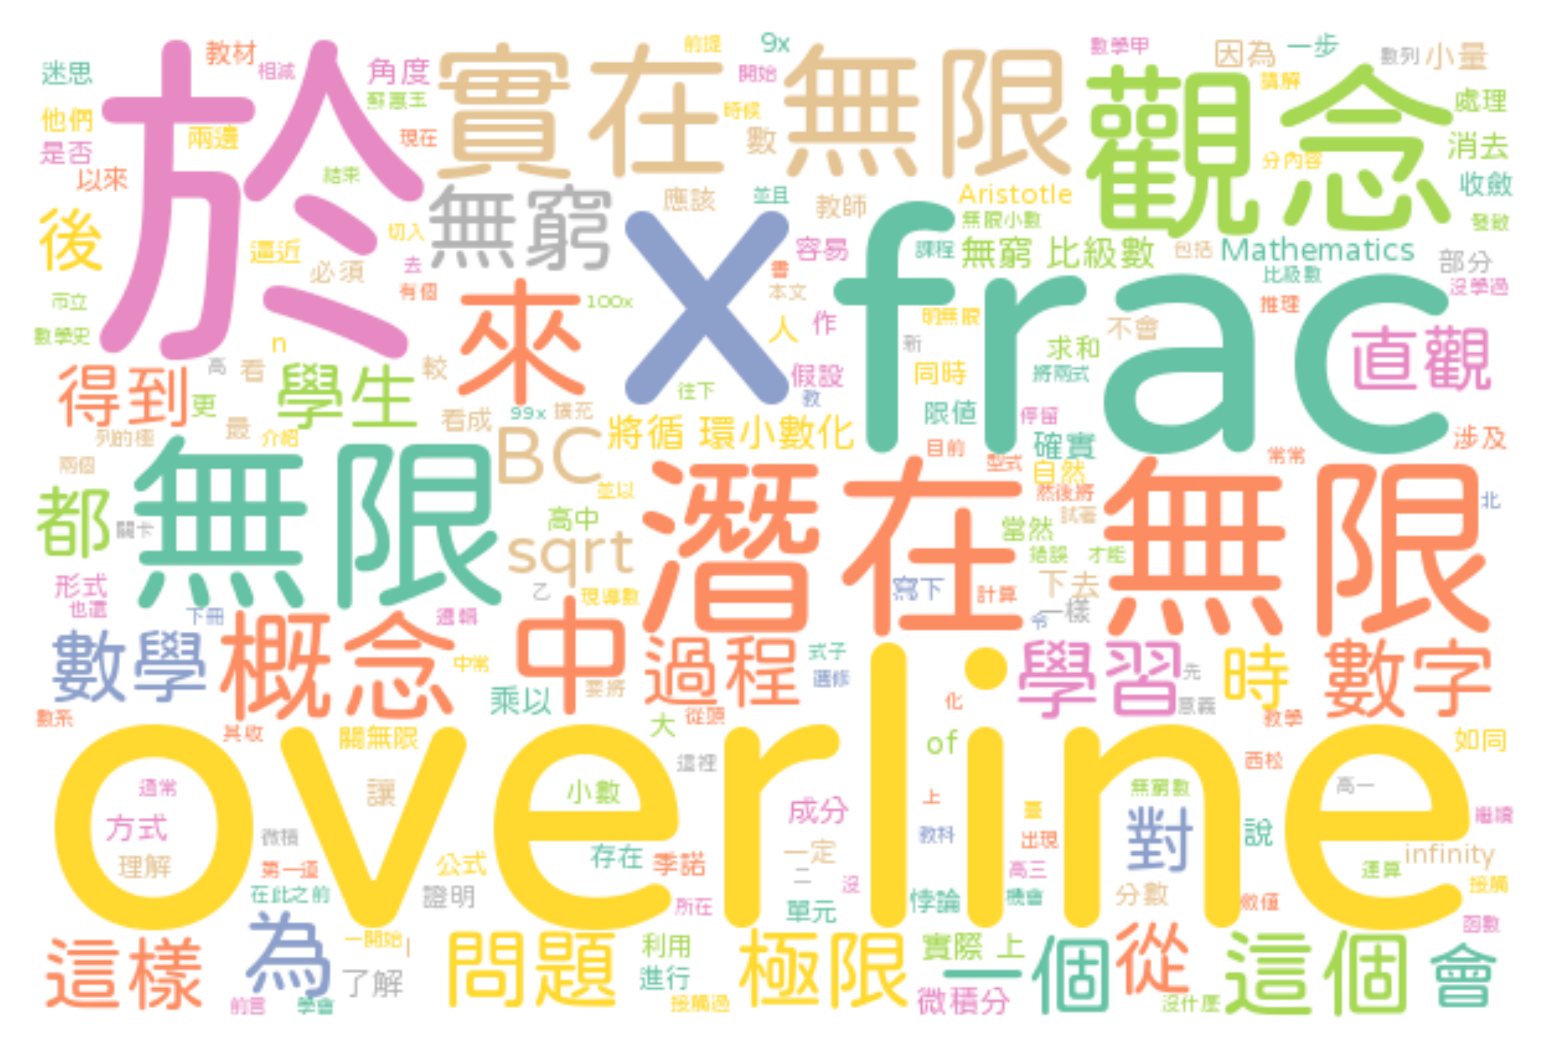 迷思 教材 相減 角度 前提 9x 數學甲 因為 一步 數列 小量
他們 兩邊 蘇惠玉 實在無限 開始 觀念 講解 處理
是否 於 現在 時候 數 分內容 消去
以來 結束 無窮 應該 並且 教師 Aristotle 收斂
後 逼近 切入 x frac 無限小數 發散
必須 去 容易 課程 無窮 比級數 包括 Mathematics 部分
市立 有個 來 100x 書 本文 比級數 沒學過
數學史 n 人 作 明無限 新 不會 推理 直觀
得到 高 看 學生 較 往下 假設 同時 求和 將兩式
更 最 看成 99x 擴充 教 限值 停留
列的極 介紹 BC 將循 環小數化 目前 確實 常常 涉及
兩個 無限 並以 潛在無限 型式 自然 然後將 北
都 關卡 高中 sqrt 當然 試著 錯誤 才能
形式 乙 現導數 寫下 計算 下去 一樣
也還 下冊 邏輯 令
數學 概念 中常 中 過程 式子 選修 學習 先 時 數字
數系 乘以 要將 化 意義 教學
其收 關無限 大 從頭 of 如同
overline 這裡 西松
通常 讓 小數 成分 上 臺 無窮數 高一 繼續
方式 微積 教科 出現 對 說
理解 第一道 公式 存在 季諾 一定 高三 運算 infinity
在此之前 證明 二 沒 悖論 機會 分數 斂值 接觸
所在 單元 函數
這樣 為 一開始 問題 利用 極限 實際 上 一個 從 這個 會
了解 進行
前言 學會 接觸過 微積分 沒什麼